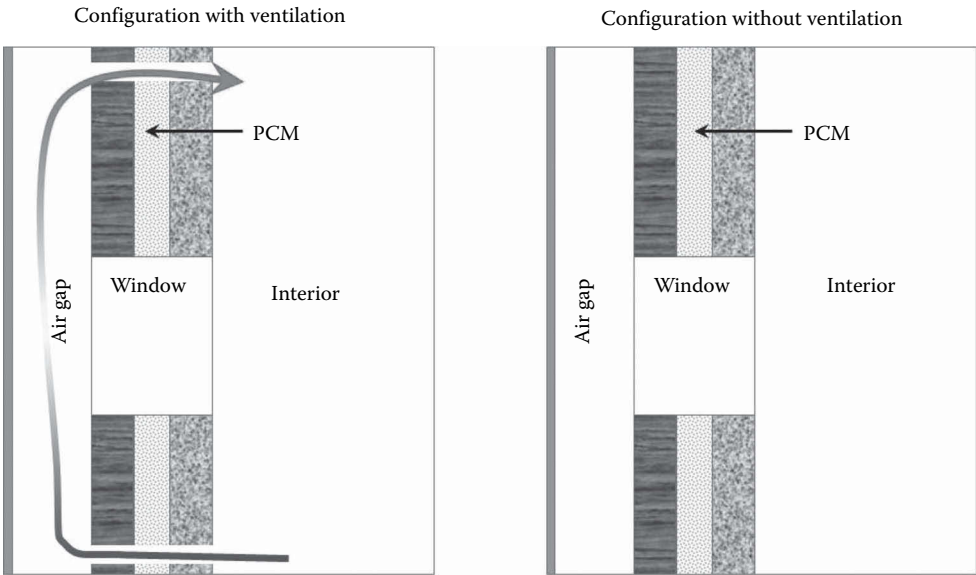 Configuration with ventilation
PCM
Window
Interior
Air gap
Configuration without ventilation
PCM
Window
Interior
Air gap